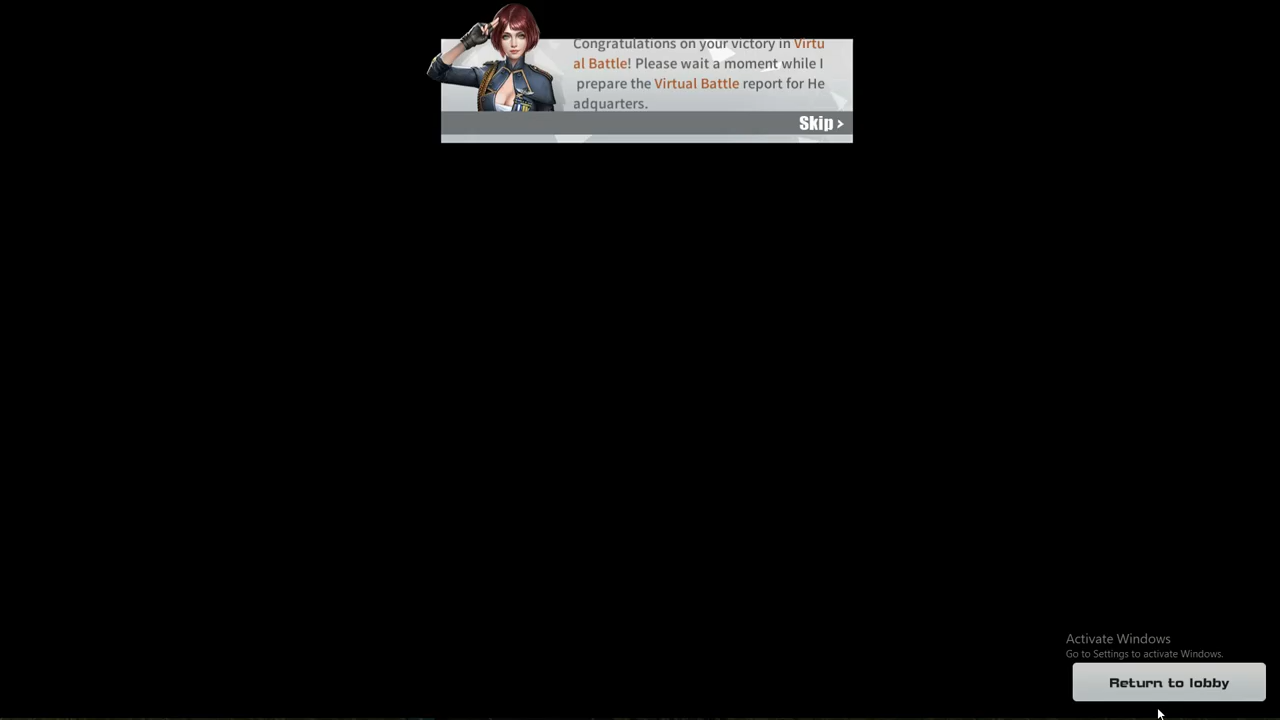 Congratulations on your victory in Virtu
al Battle! Please wait a moment while I
prepare the Virtual Battle report for He
adquarters.
Skip >
Activate Windows
Go to Settings to activate Windows.
Return to lobby